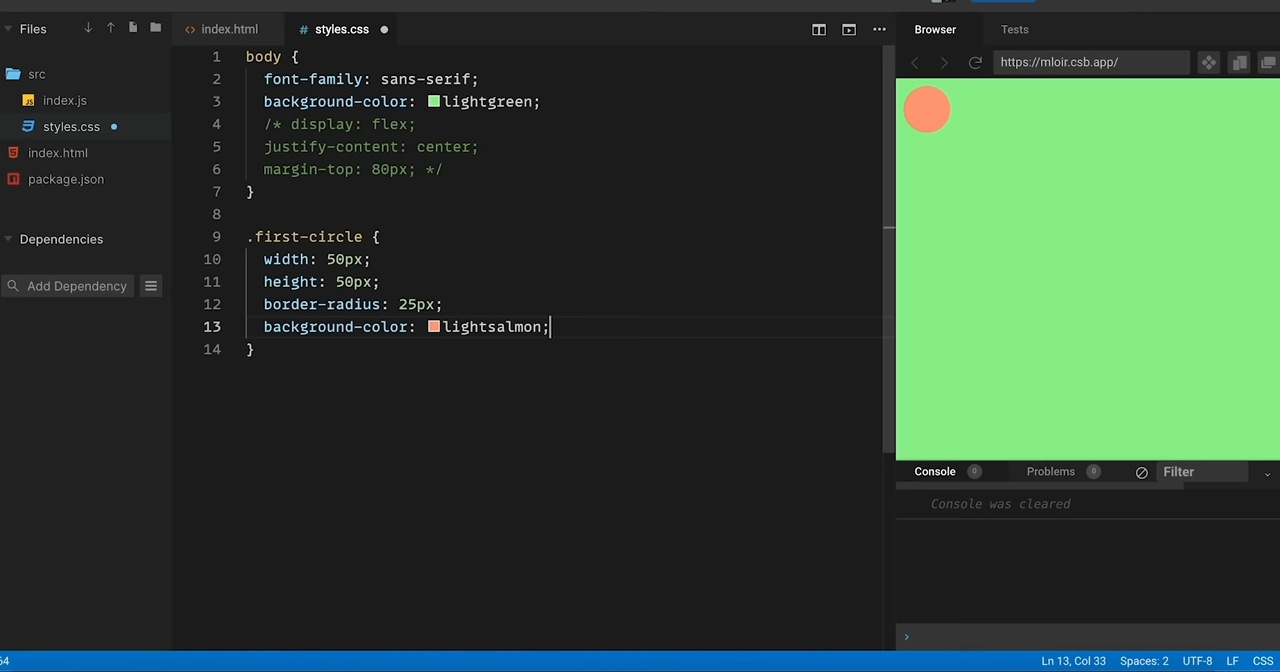 Files
index.html
# styles.css
Browser
Tests
https://mloir.csb.app/
src
index.js
styles.css
index.html
package.json
Dependencies
Add Dependency
1 body {
2 font-family: sans-serif;
3 background-color: lightgreen;
4 /* display: flex;
5 justify-content: center;
6 margin-top: 80px; */
7 }
8
9 .first-circle {
10 width: 50px;
11 height: 50px;
12 border-radius: 25px;
13 background-color: lightsalmon;
14 }
Console 0 Problems 0 Filter
Console was cleared
›
64
Ln 13, Col 33 Spaces: 2 UTF-8 LF CSS